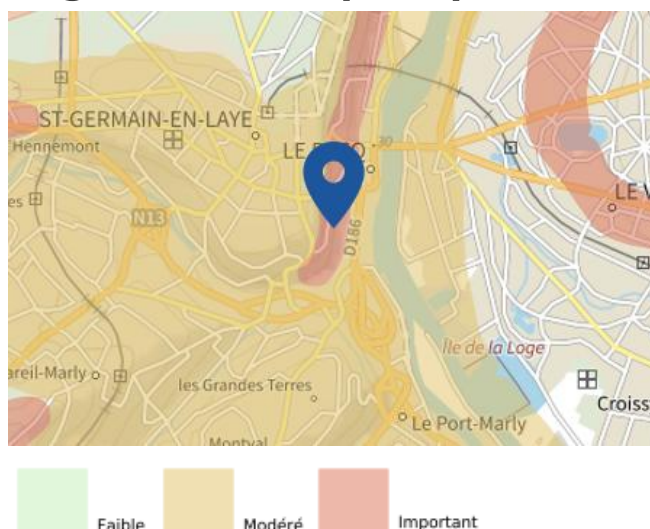 ST-GERMAIN-EN-LAYE
Hennemont
LE
30
es
LE V
N13
D186
Ile de la Loge
areil-Marly
les Grandes Terres
Croiss
Le Port-Marly
Montval
Faible
Modéré
Important